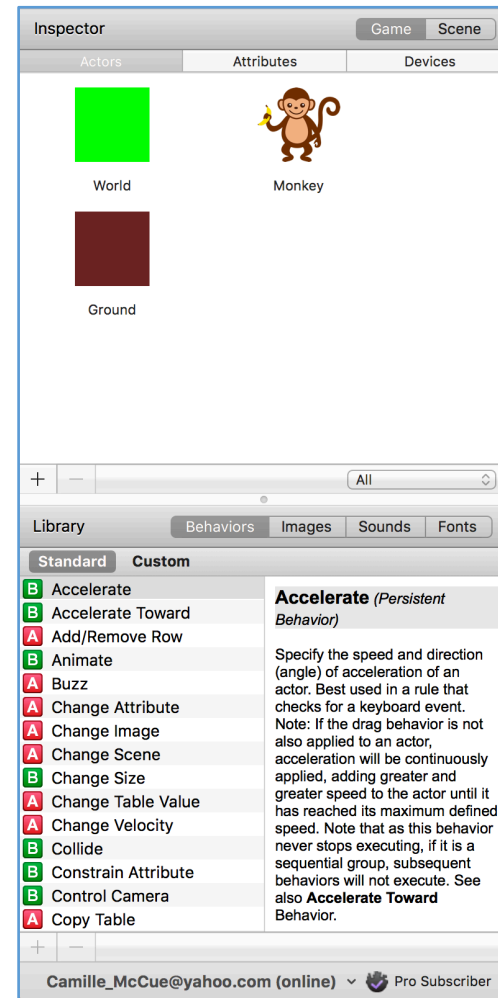 Inspector
Game Scene
Actors Attributes Devices
World Monkey
Ground
+ − All
Library
Behaviors Images Sounds Fonts
Standard Custom
B Accelerate
B Accelerate Toward
A Add/Remove Row
B Animate
A Buzz
A Change Attribute
A Change Image
A Change Scene
B Change Size
A Change Table Value
A Change Velocity
B Collide
B Constrain Attribute
B Control Camera
A Copy Table
Accelerate (Persistent
Behavior)
Specify the speed and direction
(angle) of acceleration of an
actor. Best used in a rule that
checks for a keyboard event.
Note: If the drag behavior is not
also applied to an actor,
acceleration will be continuously
applied, adding greater and
greater speed to the actor until it
has reached its maximum defined
speed. Note that as this behavior
never stops executing, if it is a
sequential group, subsequent
behaviors will not execute. See
also Accelerate Toward
Behavior.
+ −
Camille_McCue@yahoo.com (online) Pro Subscriber